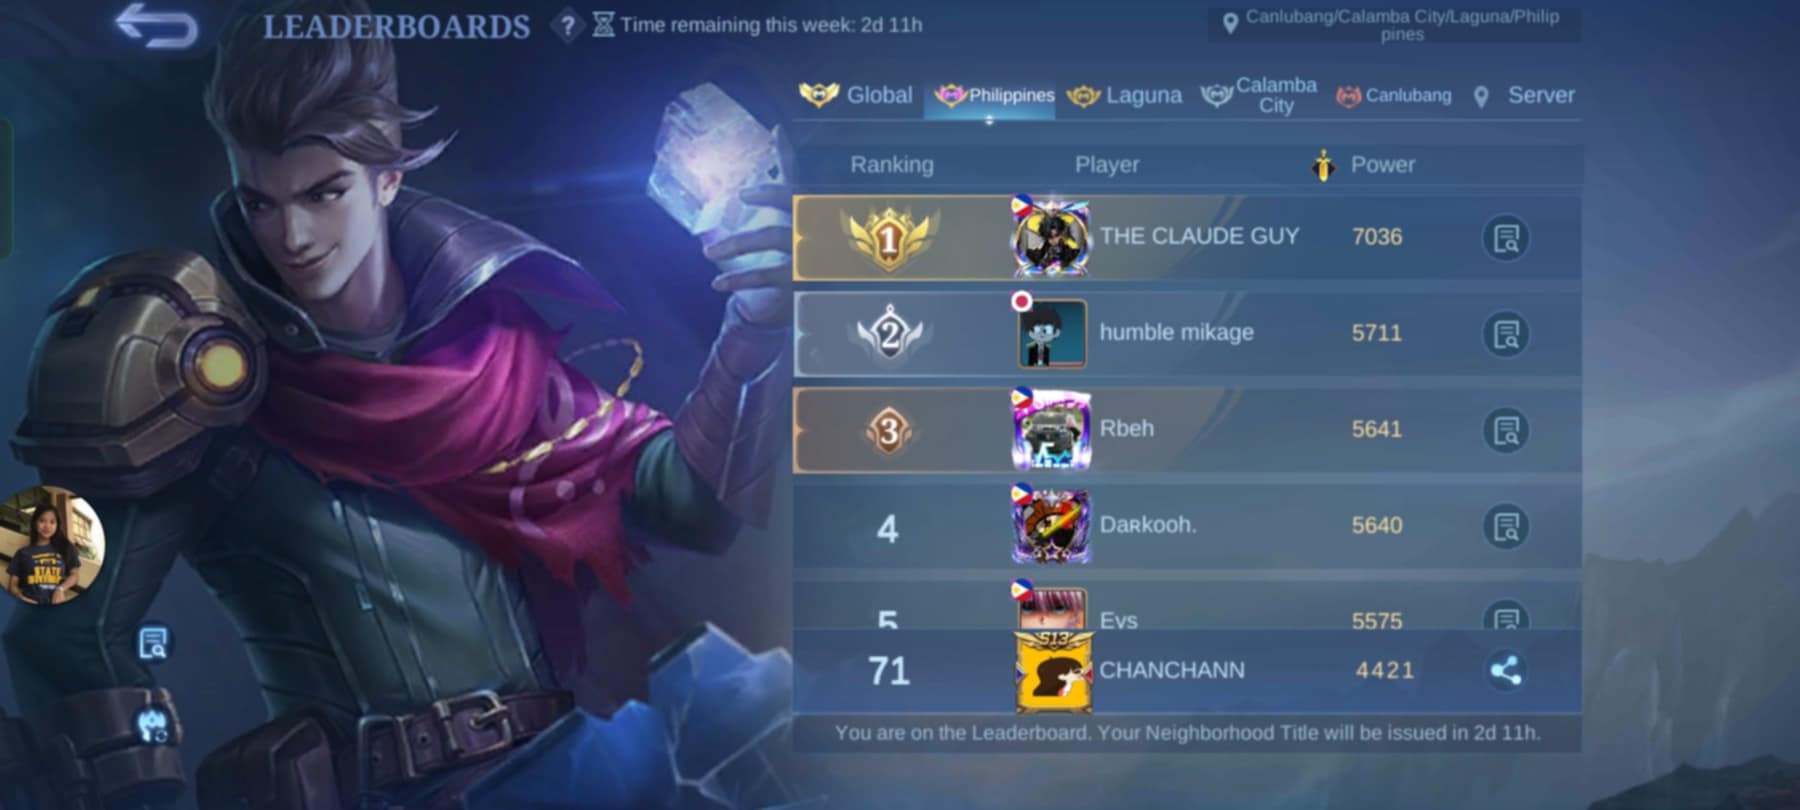 LEADERBOARDS
?
Time remaining this week: 2d 11h
Canlubang/Calamba City/Laguna/Philip
pines
Global
Philippines
Laguna
Calamba
City
Canlubang
Server
Ranking Player Power
1 THE CLAUDE GUY 7036
2 humble mikage 5711
3 Rbeh 5641
4 Daʀkooh. 5640
5 Evs 5575
S13
71 CHANCHANN 4421
You are on the Leaderboard. Your Neighborhood Title will be issued in 2d 11h.
STATE